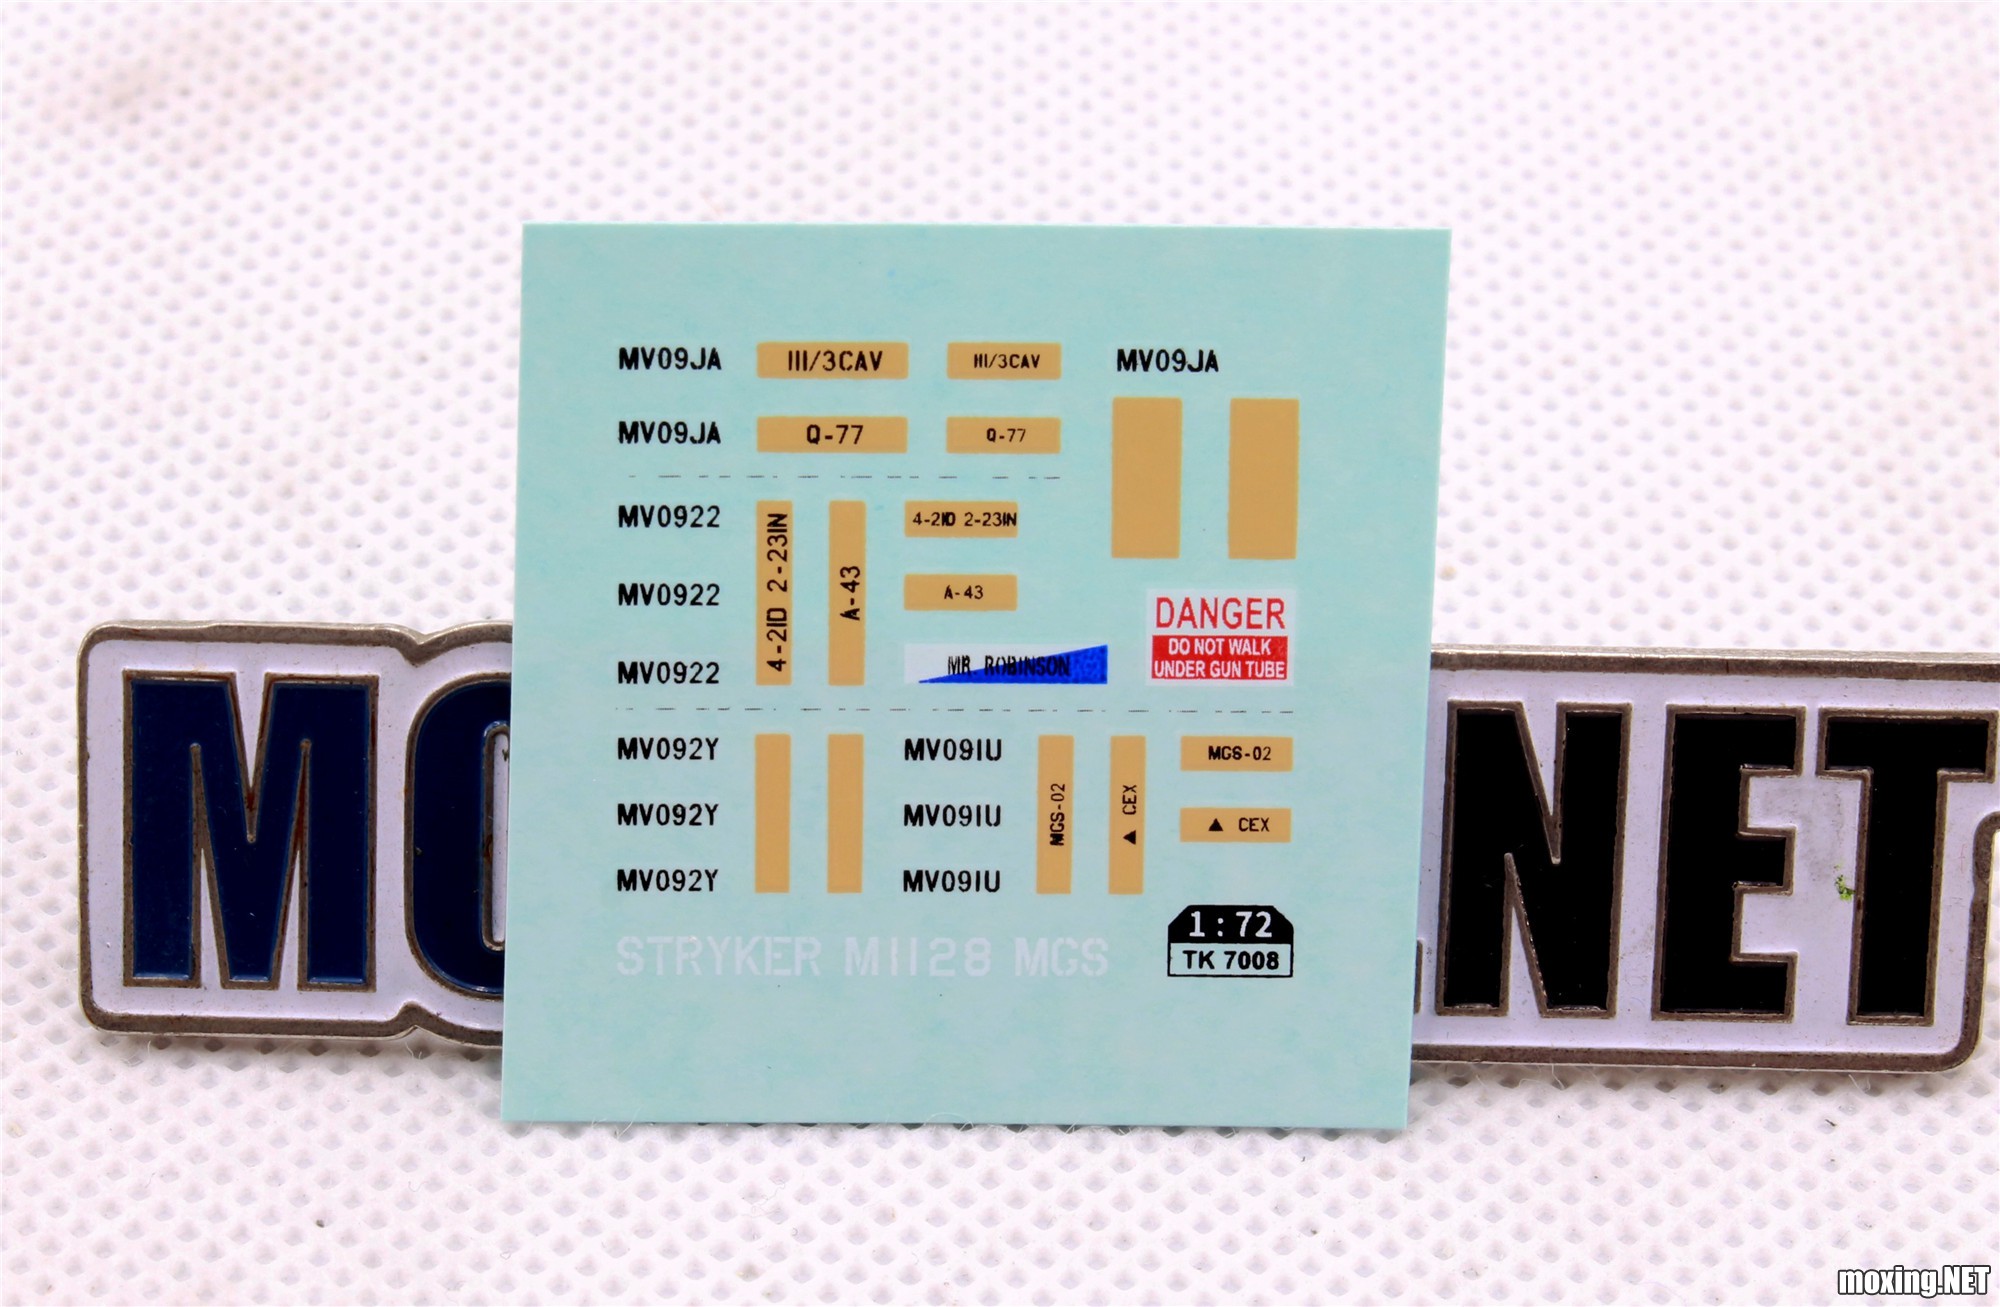 MV09JA III/3CAV III/3CAV MV09JA
MV09JA Q-77 Q-77
MV0922 4-2ID 2-23IN A-43 4-2ID 2-23IN
MV0922 A-43
MV0922 MR. ROBINSON
DANGER
DO NOT WALK
UNDER GUN TUBE
MV092Y MV09IU MGS-02 ▲ CEX MGS-02
MV092Y MV09IU ▲ CEX
MV092Y MV09IU
STRYKER M1128 MGS
1:72
TK 7008
MO
.NET
moxing.NET